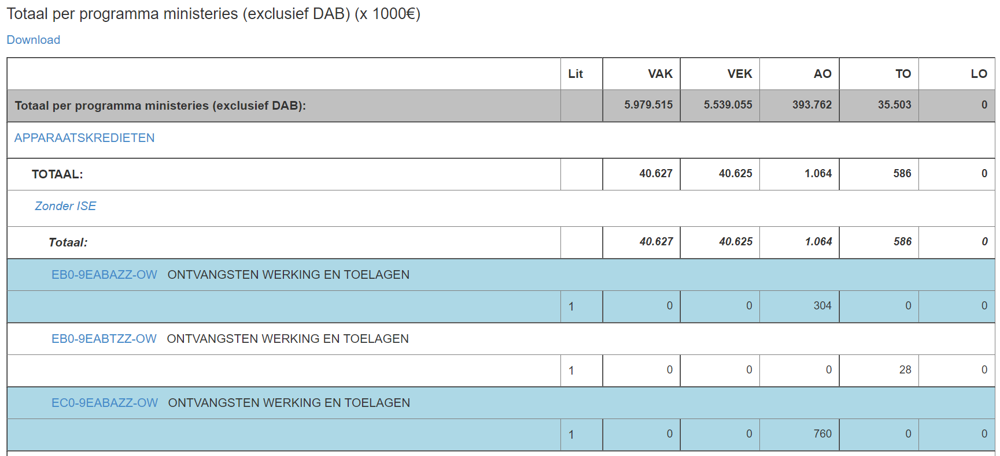 Totaal per programma ministeries (exclusief DAB) (x 1000€)
Download
Lit VAK VEK AO TO LO
Totaal per programma ministeries (exclusief DAB): 5.979.515 5.539.055 393.762 35.503 0
APPARAATSKREDIETEN
TOTAAL: 40.627 40.625 1.064 586 0
Zonder ISE
Totaal: 40.627 40.625 1.064 586 0
EB0-9EABAZZ-OW ONTVANGSTEN WERKING EN TOELAGEN
1 0 0 304 0 0
EB0-9EABTZZ-OW ONTVANGSTEN WERKING EN TOELAGEN
1 0 0 0 28 0
EC0-9EABAZZ-OW ONTVANGSTEN WERKING EN TOELAGEN
1 0 0 760 0 0